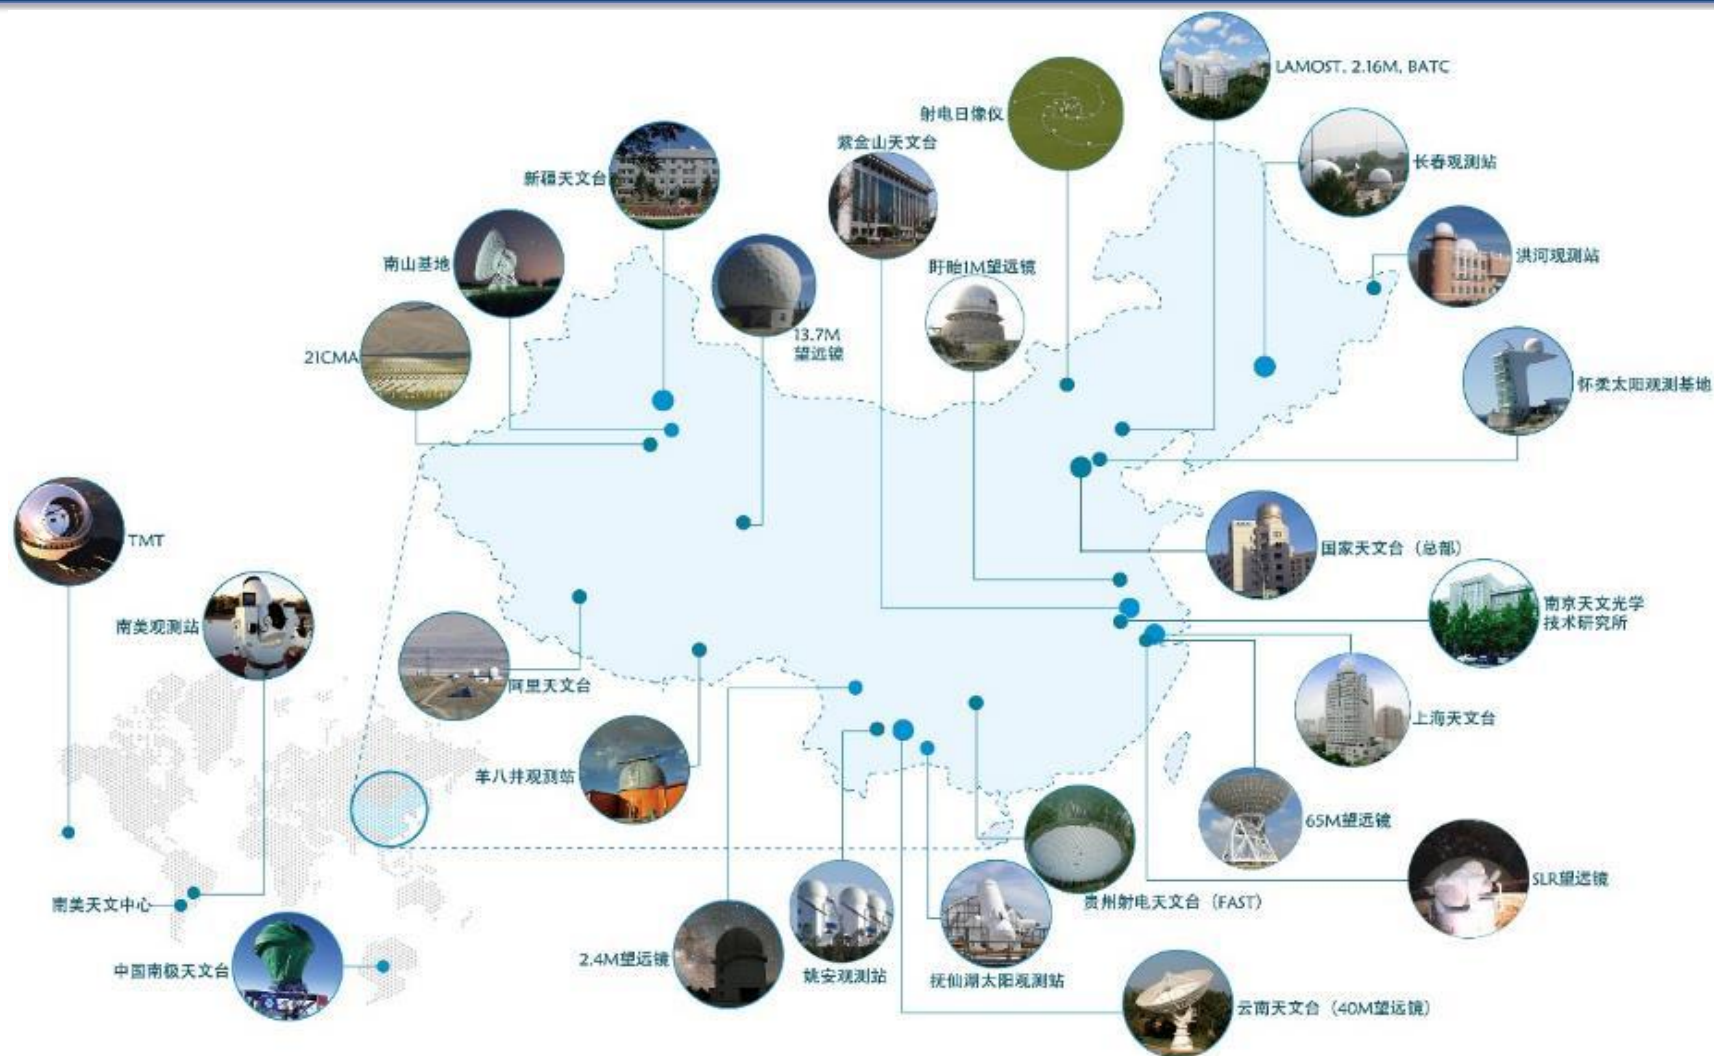 LAMOST, 2.16M, BATC
射电日像仪
紫金山天文台
长春观测站
新疆天文台
南山基地
盱眙1M望远镜
洪河观测站
13.7M
望远镜
21CMA
怀柔太阳观测基地
TMT
国家天文台（总部）
南京天文光学
技术研究所
南美观测站
阿里天文台
上海天文台
羊八井观测站
65M望远镜
SLR望远镜
南美天文中心
贵州射电天文台（FAST）
2.4M望远镜
中国南极天文台
姚安观测站
抚仙湖太阳观测站
云南天文台（40M望远镜）